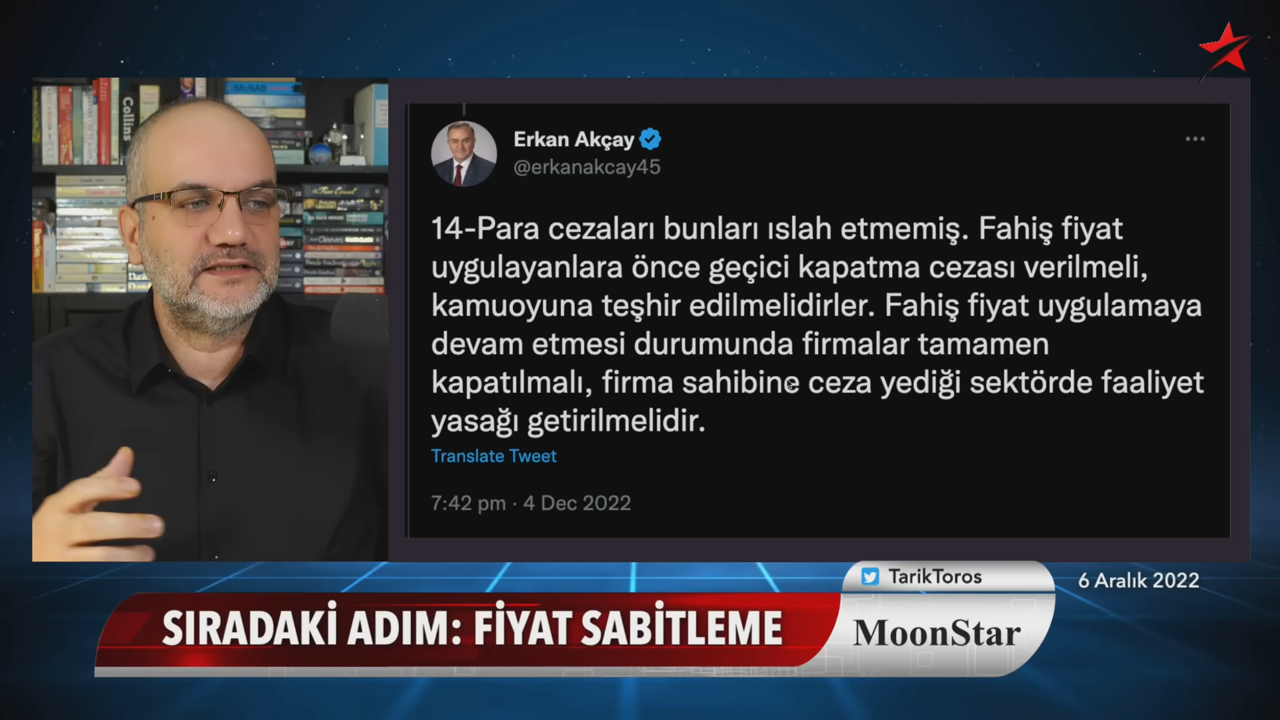 Collins
Erkan Akçay
@erkanakcay45
14-Para cezaları bunları ıslah etmemiş. Fahiş fiyat
uygulayanlara önce geçici kapatma cezası verilmeli,
kamuoyuna teşhir edilmelidirler. Fahiş fiyat uygulamaya
devam etmesi durumunda firmalar tamamen
kapatılmalı, firma sahibine ceza yediği sektörde faaliyet
yasağı getirilmelidir.
Translate Tweet
7:42 pm · 4 Dec 2022
TarikToros
6 Aralık 2022
SIRADAKİ ADIM: FİYAT SABİTLEME
MoonStar